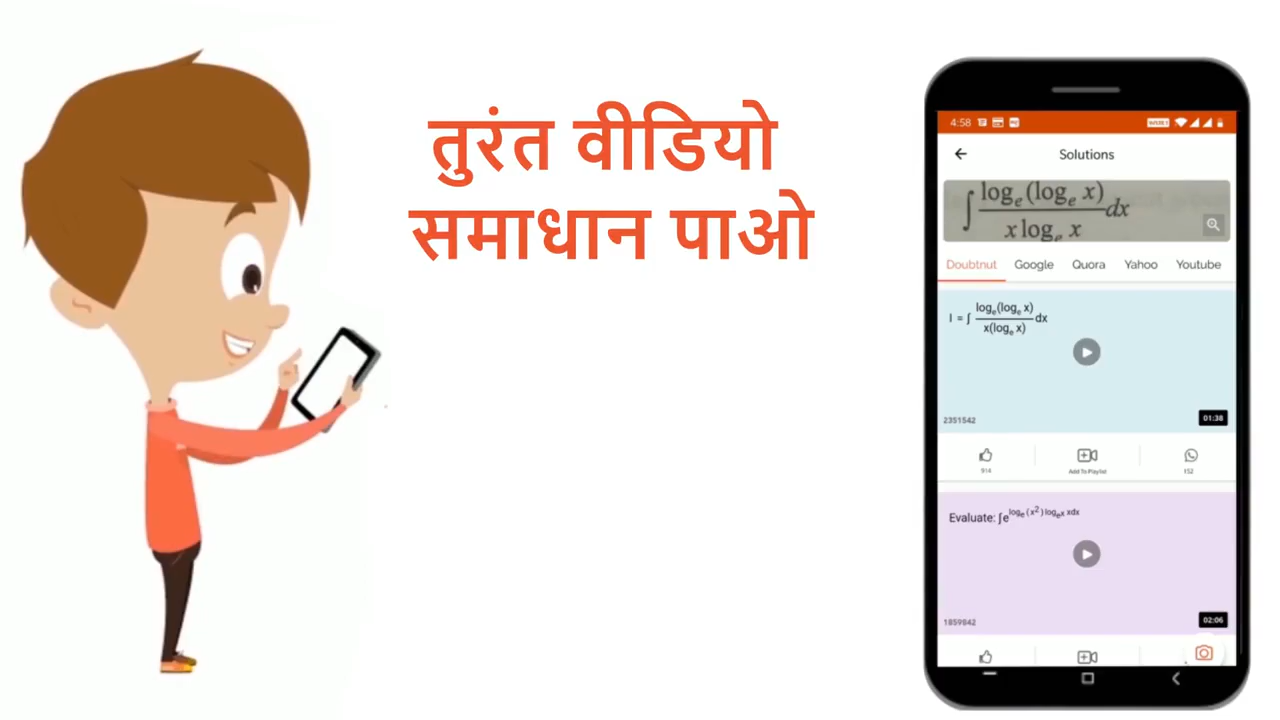 तुरंत वीडियो
समाधान पाओ
4:58
Solutions
∫ logₑ(logₑ x) / x logₑ x dx
Doubtnut Google Quora Yahoo Youtube
I = ∫ logₑ(logₑ x) / x(logₑ x) dx
2351542
01:38
914
Add To Playlist
152
Evaluate: ∫e^logₑ(x²) logₑx xdx
1859842
02:06